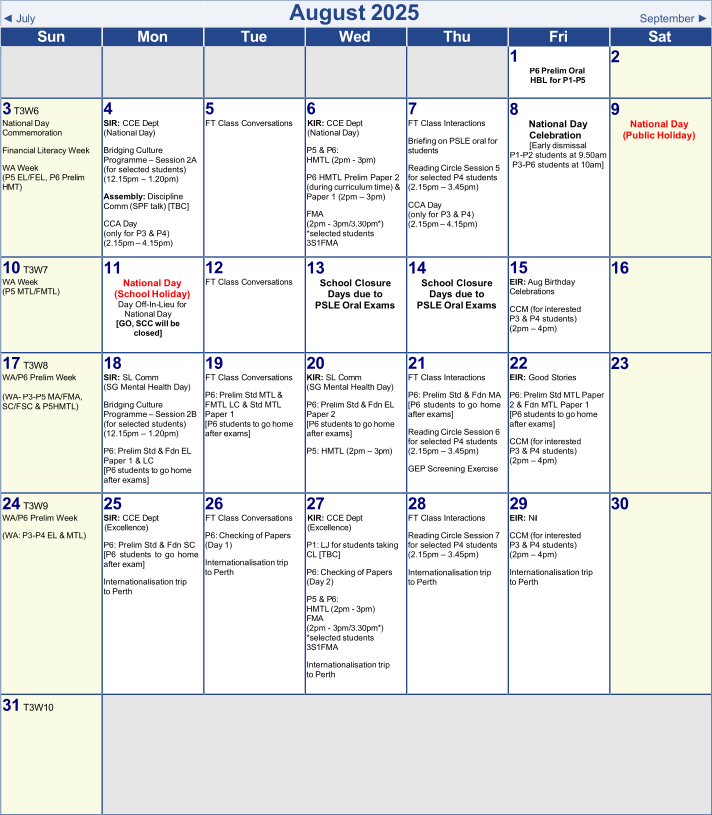 ◄ July
August 2025
September ►
Sun
Mon
Tue
Wed
Thu
Fri
Sat
1
P6 Prelim Oral
HBL for P1-P5
2
3 T3W6
National Day
Commemoration
Financial Literacy Week
WA Week
(P5 EL/FEL, P6 Prelim
HMT)
4
SIR: CCE Dept
(National Day)
Bridging Culture
Programme – Session 2A
(for selected students)
(12.15pm – 1.20pm)
Assembly: Discipline
Comm (SPF talk) [TBC]
CCA Day
(only for P3 & P4)
(2.15pm – 4.15pm)
5
FT Class Conversations
6
KIR: CCE Dept
(National Day)
P5 & P6:
HMTL (2pm - 3pm)
P6 HMTL Prelim Paper 2
(during curriculum time) &
Paper 1 (2pm – 3pm)
FMA
(2pm - 3pm/3.30pm*)
*selected students
3S1FMA
7
FT Class Interactions
Briefing on PSLE oral for
students
Reading Circle Session 5
for selected P4 students
(2.15pm – 3.45pm)
CCA Day
(only for P3 & P4)
(2.15pm – 4.15pm)
8
National Day
Celebration
[Early dismissal
P1-P2 students at 9.50am
P3-P6 students at 10am]
9
National Day
(Public Holiday)
10 T3W7
WA Week
(P5 MTL/FMTL)
11
National Day
(School Holiday)
Day Off-In-Lieu for
National Day
[GO, SCC will be
closed]
12
FT Class Conversations
13
School Closure
Days due to
PSLE Oral Exams
14
School Closure
Days due to
PSLE Oral Exams
15
EIR: Aug Birthday
Celebrations
CCM (for interested
P3 & P4 students)
(2pm – 4pm)
16
17 T3W8
WA/P6 Prelim Week
(WA- P3-P5 MA/FMA,
SC/FSC & P5HMTL)
18
SIR: SL Comm
(SG Mental Health Day)
Bridging Culture
Programme – Session 2B
(for selected students)
(12.15pm – 1.20pm)
P6: Prelim Std & Fdn EL
Paper 1 & LC
[P6 students to go home
after exams]
19
FT Class Conversations
P6: Prelim Std MTL &
FMTL LC & Std MTL
Paper 1
[P6 students to go home
after exams]
20
KIR: SL Comm
(SG Mental Health Day)
P6: Prelim Std & Fdn EL
Paper 2
[P6 students to go home
after exams]
P5: HMTL (2pm – 3pm)
21
FT Class Interactions
P6: Prelim Std & Fdn MA
[P6 students to go home
after exams]
Reading Circle Session 6
for selected P4 students
(2.15pm – 3.45pm)
GEP Screening Exercise
22
EIR: Good Stories
P6: Prelim Std MTL Paper
2 & Fdn MTL Paper 1
[P6 students to go home
after exams]
CCM (for interested
P3 & P4 students)
(2pm – 4pm)
23
24 T3W9
WA/P6 Prelim Week
(WA: P3-P4 EL & MTL)
25
SIR: CCE Dept
(Excellence)
P6: Prelim Std & Fdn SC
[P6 students to go home
after exam]
Internationalisation trip
to Perth
26
FT Class Conversations
P6: Checking of Papers
(Day 1)
Internationalisation trip
to Perth
27
KIR: CCE Dept
(Excellence)
P1: LJ for students taking
CL [TBC]
P6: Checking of Papers
(Day 2)
P5 & P6:
HMTL (2pm - 3pm)
FMA
(2pm - 3pm/3.30pm*)
*selected students
3S1FMA
Internationalisation trip
to Perth
28
FT Class Interactions
Reading Circle Session 7
for selected P4 students
(2.15pm – 3.45pm)
Internationalisation trip
to Perth
29
EIR: Nil
CCM (for interested
P3 & P4 students)
(2pm – 4pm)
Internationalisation trip
to Perth
30
31 T3W10